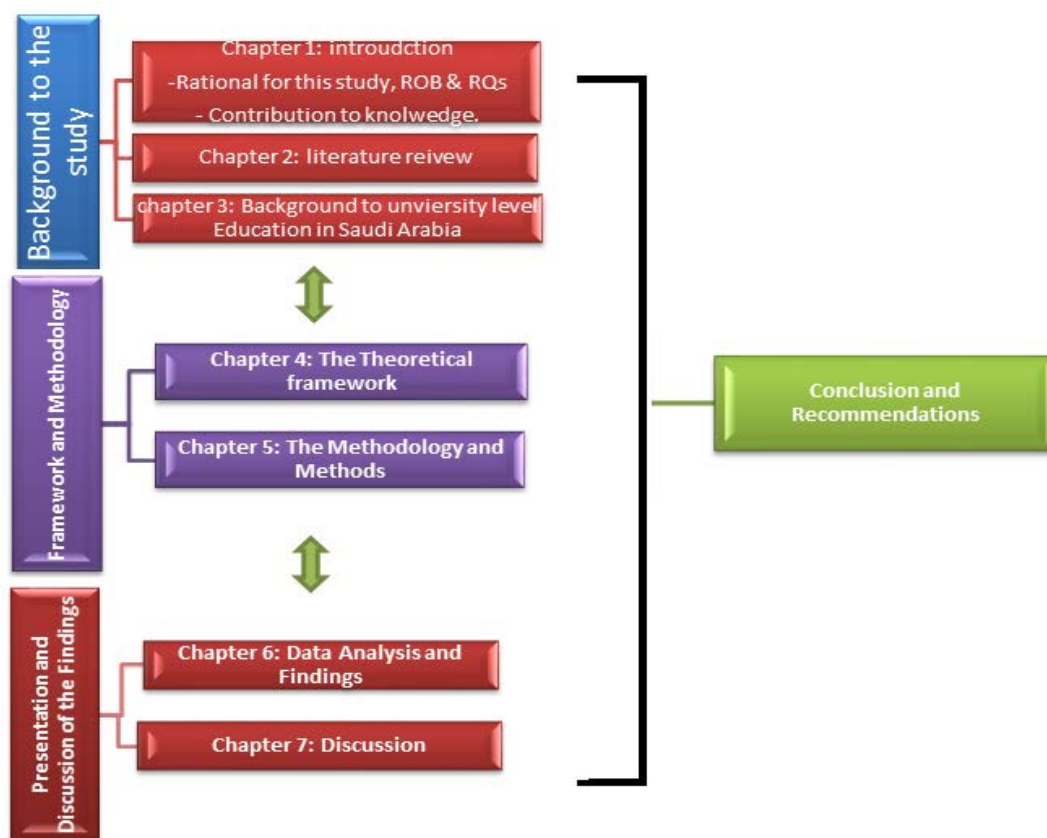 Background to the
study
Chapter 1: introudction
-Rational for this study, ROB & RQs
- Contribution to knolwedge.
Chapter 2: literature reivew
chapter 3: Background to unviersity level
Education in Saudi Arabia
Framework and Methodology
Chapter 4: The Theoretical
framework
Chapter 5: The Methodology and
Methods
Presentation and
Discussion of the Findings
Chapter 6: Data Analysis and
Findings
Chapter 7: Discussion
Conclusion and
Recommendations